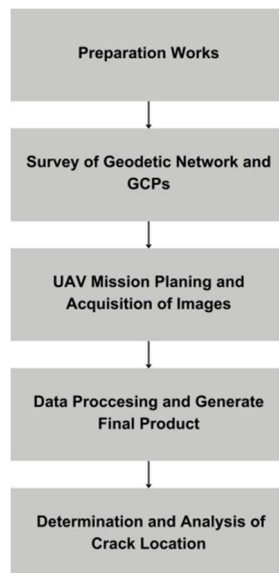 Preparation Works
Survey of Geodetic Network and
GCPs
UAV Mission Planing and
Acquisition of Images
Data Proccesing and Generate
Final Product
Determination and Analysis of
Crack Location